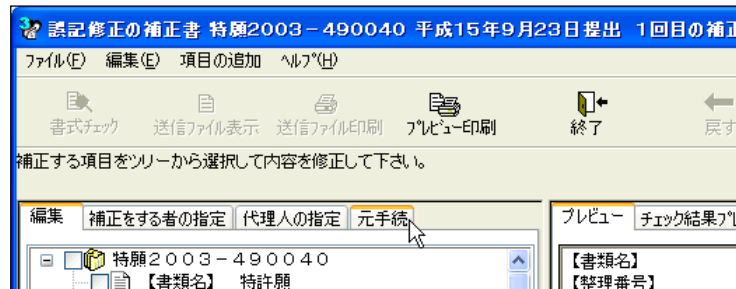 誤記修正の補正書 特願2003-490040 平成15年9月23日提出 1回目の補正
ファイル(F) 編集(E) 項目の追加 ヘルプ(H)
書式チェック 送信ファイル表示 送信ファイル印刷 プレビュー印刷 終了 戻す
補正する項目をツリーから選択して内容を修正して下さい。
編集 補正をする者の指定 代理人の指定 元手続 プレビュー チェック結果プレ
特願2003-490040 【書類名】
【書類名】 特許願 【整理番号】